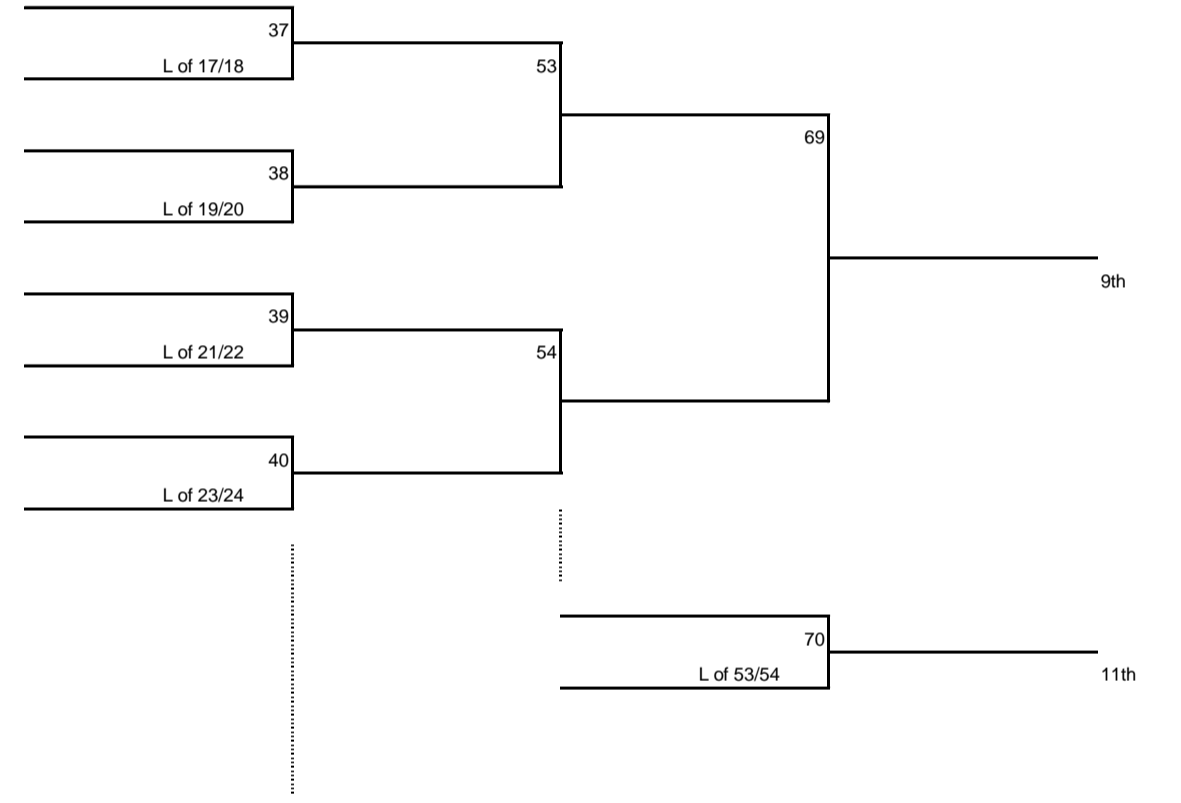 37
L of 17/18
53
69
38
L of 19/20
9th
39
L of 21/22
54
40
L of 23/24
70
L of 53/54
11th